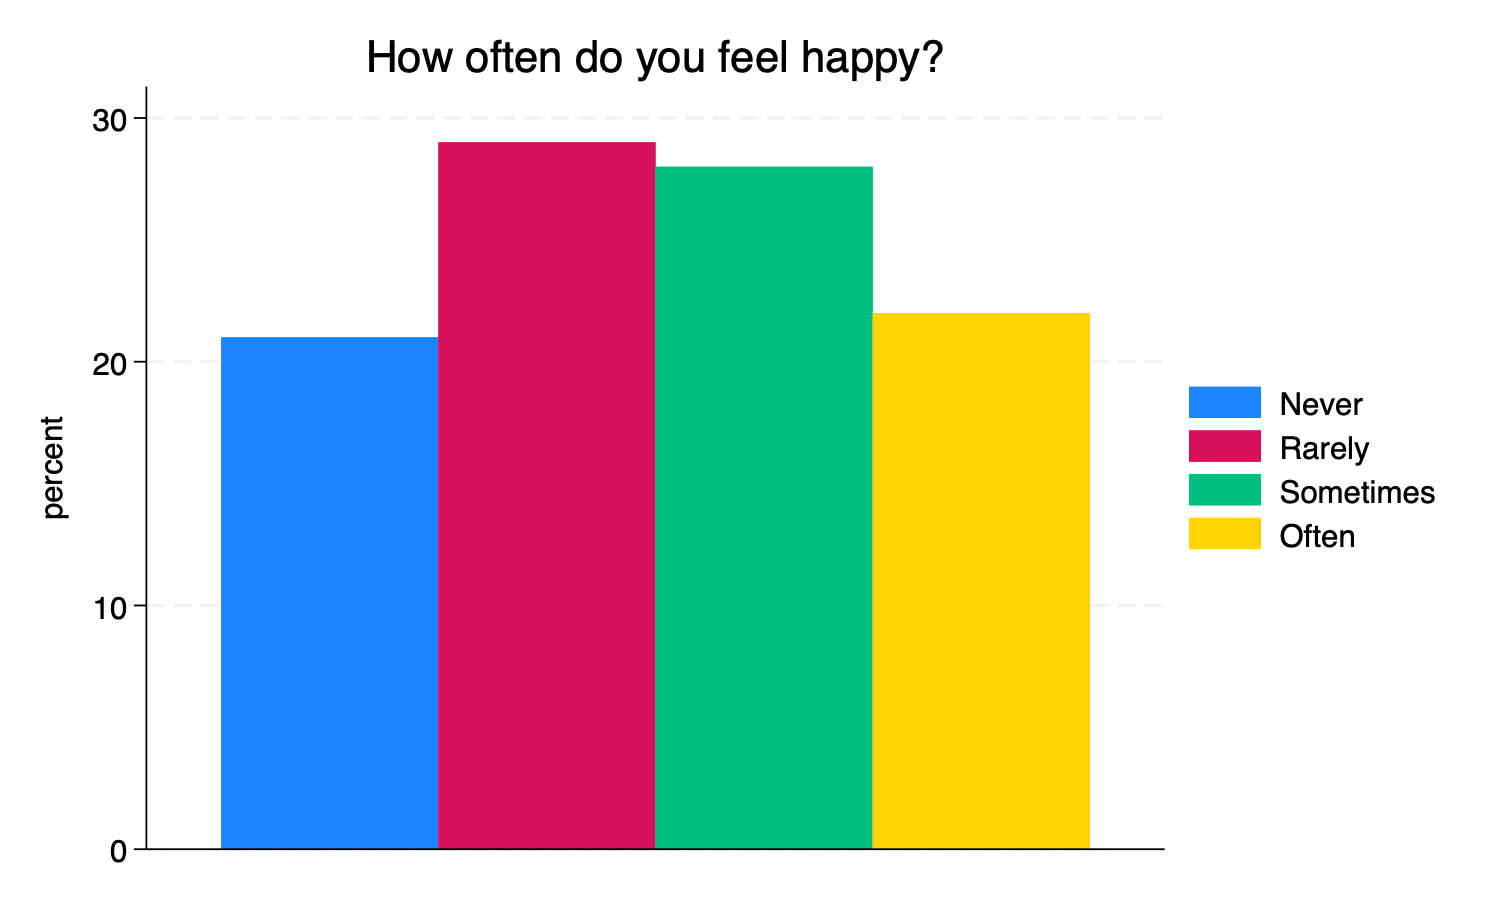 How often do you feel happy?
30
20
10
0
percent
Never
Rarely
Sometimes
Often